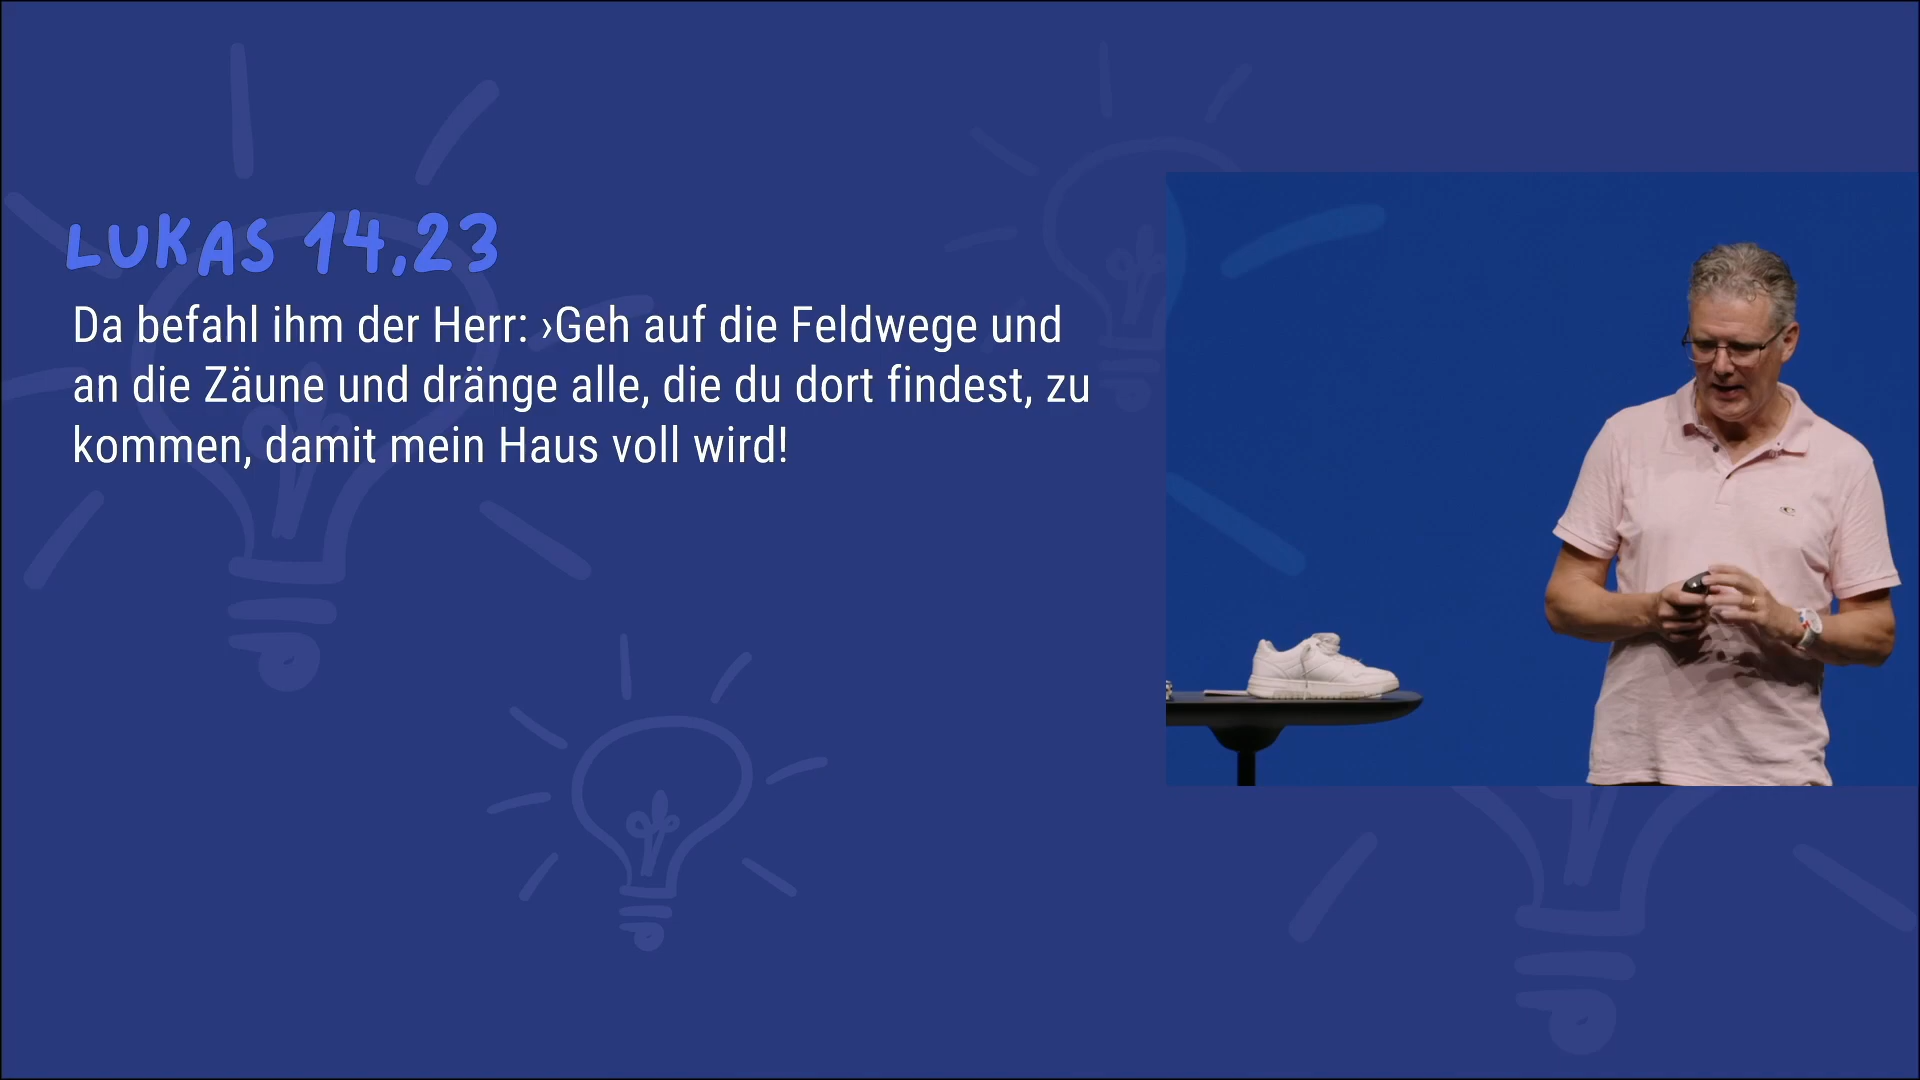 LUKAS 14,23
Da befahl ihm der Herr: ›Geh auf die Feldwege und
an die Zäune und dränge alle, die du dort findest, zu
kommen, damit mein Haus voll wird!